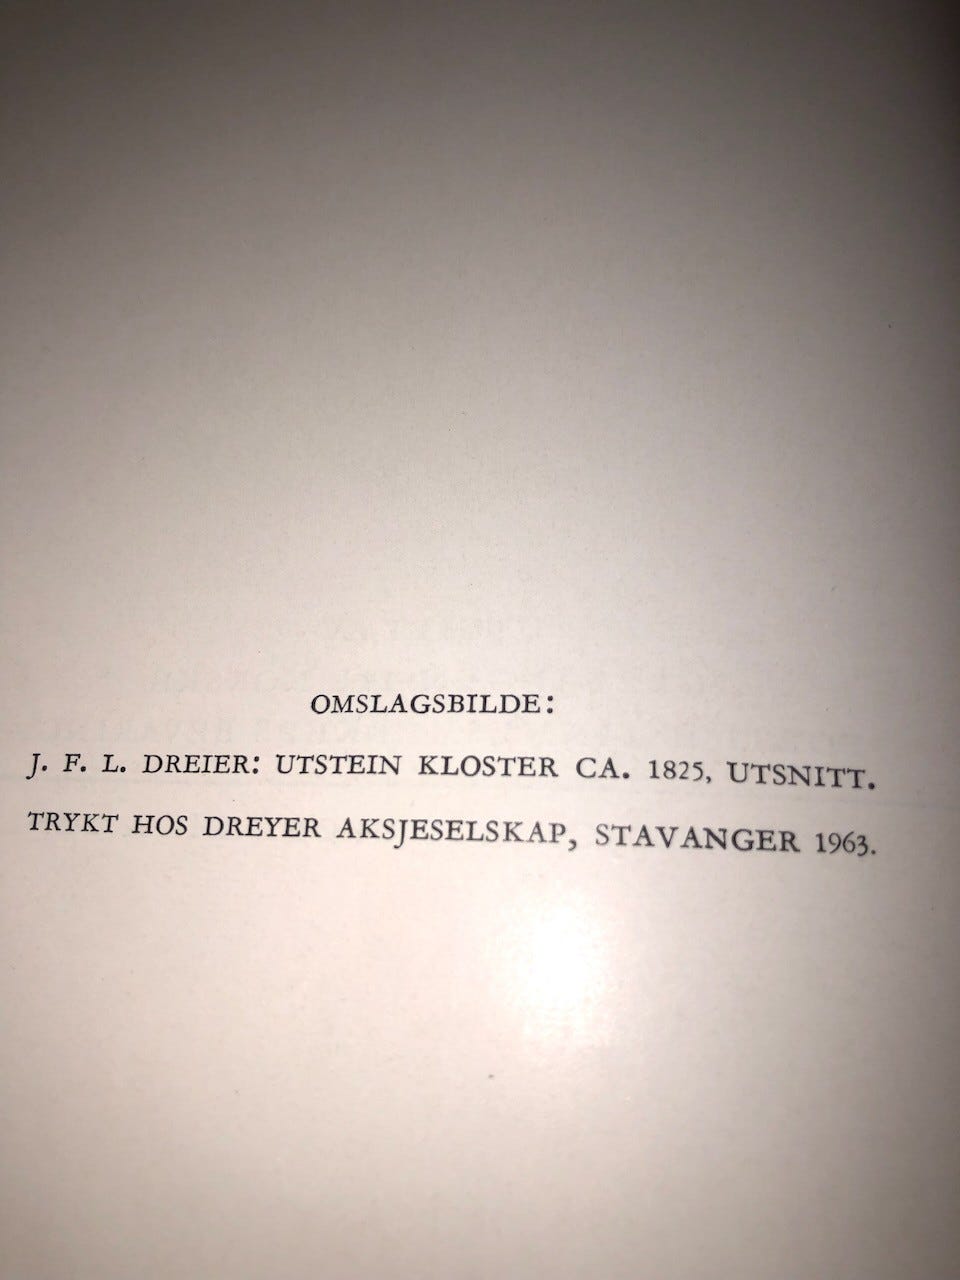 OMSLAGSBILDE:
J. F. L. DREIER: UTSTEIN KLOSTER CA. 1825, UTSNITT.
TRYKT HOS DREYER AKSJESELSKAP, STAVANGER 1963.